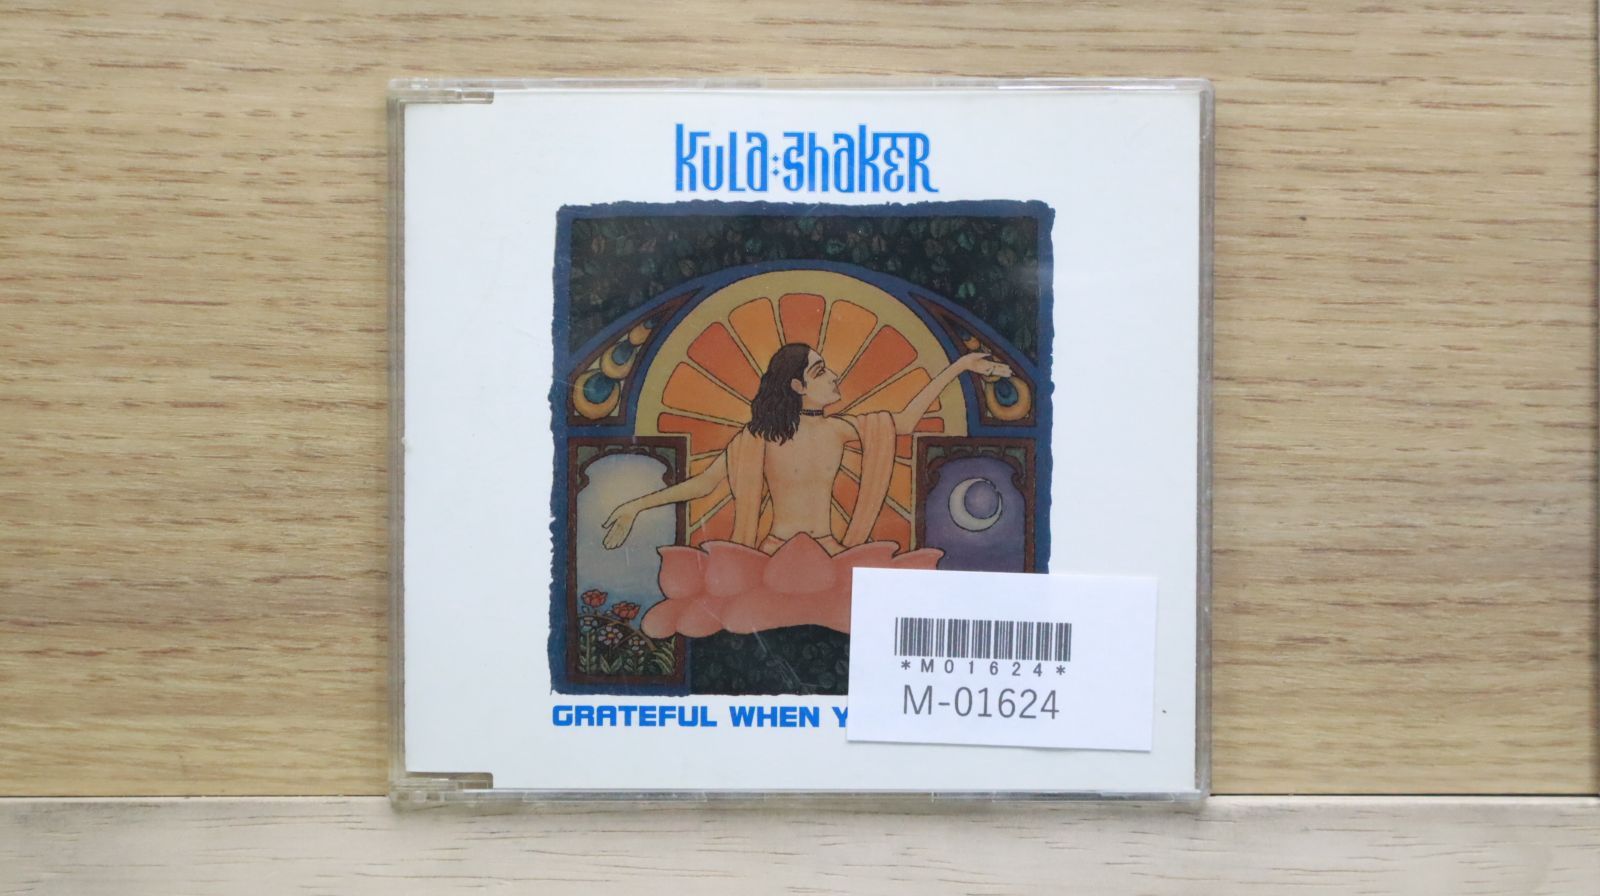 KULA:SHAKER
GRATEFUL WHEN Y
*M01624*
M-01624